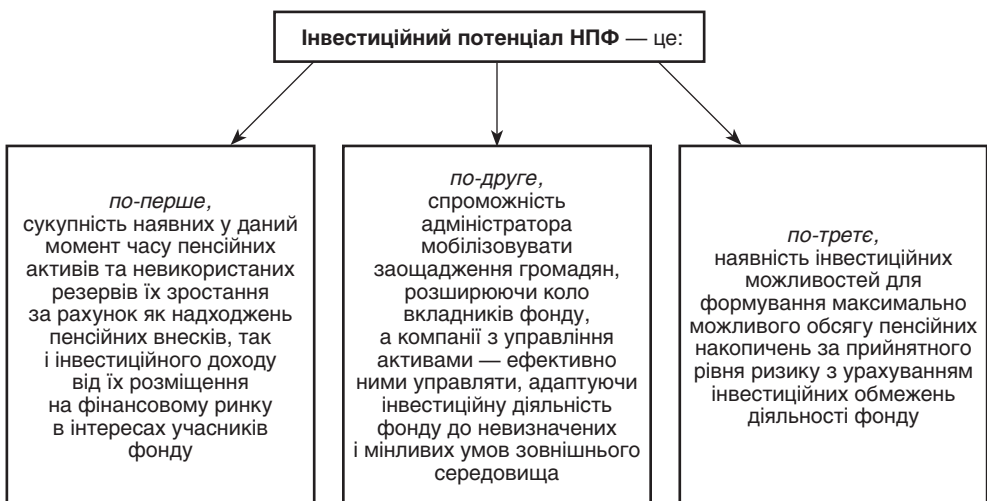 Інвестиційний потенціал НПФ — це:
по-перше,
сукупність наявних у даний
момент часу пенсійних
активів та невикористаних
резервів їх зростання
за рахунок як надходжень
пенсійних внесків, так
і інвестиційного доходу
від їх розміщення
на фінансовому ринку
в інтересах учасників
фонду
по-друге,
спроможність
адміністратора
мобілізовувати
заощадження громадян,
розширюючи коло
вкладників фонду,
а компанії з управління
активами — ефективно
ними управляти, адаптуючи
інвестиційну діяльність
фонду до невизначених
і мінливих умов зовнішнього
середовища
по-третє,
наявність інвестиційних
можливостей для
формування максимально
можливого обсягу пенсійних
накопичень за прийнятного
рівня ризику з урахуванням
інвестиційних обмежень
діяльності фонду